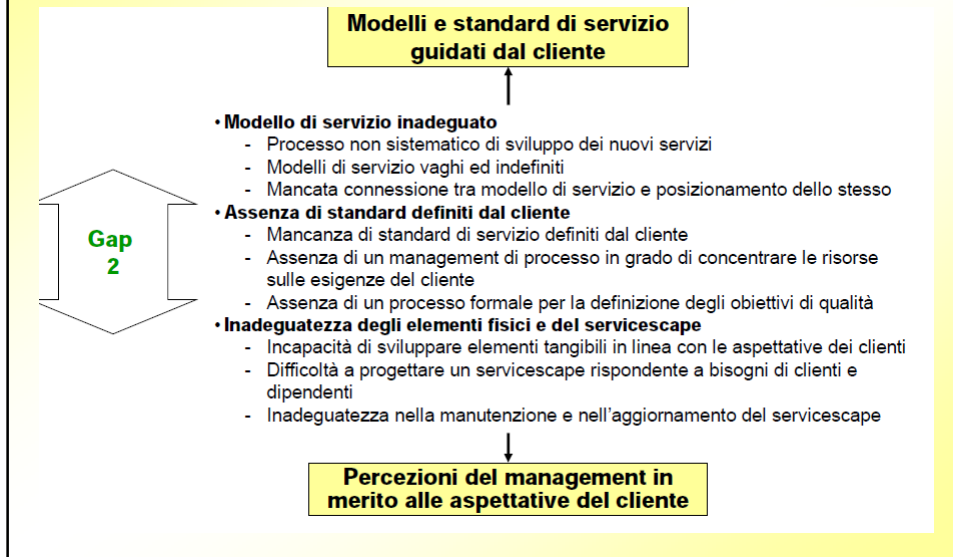 Modelli e standard di servizio
guidati dal cliente
• Modello di servizio inadeguato
- Processo non sistematico di sviluppo dei nuovi servizi
- Modelli di servizio vaghi ed indefiniti
- Mancata connessione tra modello di servizio e posizionamento dello stesso
• Assenza di standard definiti dal cliente
- Mancanza di standard di servizio definiti dal cliente
- Assenza di un management di processo in grado di concentrare le risorse
sulle esigenze del cliente
- Assenza di un processo formale per la definizione degli obiettivi di qualità
• Inadeguatezza degli elementi fisici e del servicescape
- Incapacità di sviluppare elementi tangibili in linea con le aspettative dei clienti
- Difficoltà a progettare un servicescape rispondente a bisogni di clienti e
dipendenti
- Inadeguatezza nella manutenzione e nell'aggiornamento del servicescape
Gap
2
Percezioni del management in
merito alle aspettative del cliente